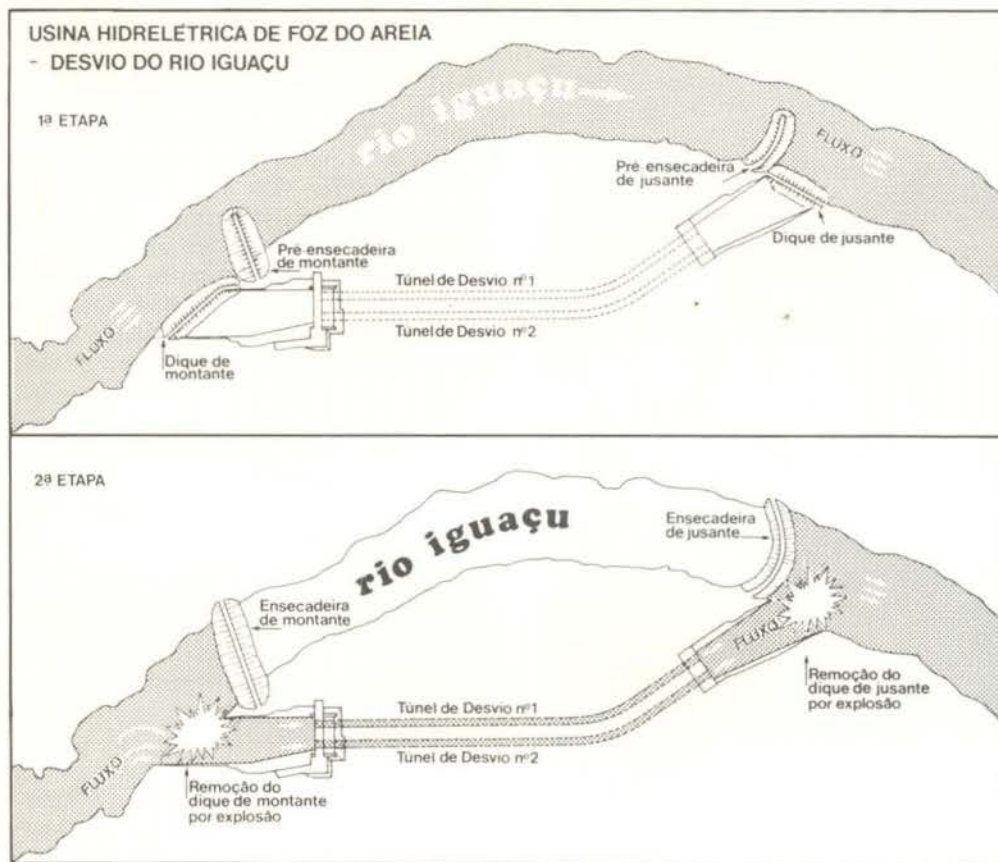 USINA HIDRELÉTRICA DE FOZ DO AREIA
- DESVIO DO RIO IGUAÇU
1ª ETAPA
rio iguaçu
FLUXO
Pré-ensecadeira
de jusante
Dique de jusante
Pré-ensecadeira
de montante
Túnel de Desvio nº1
Tunel de Desvio nº2
FLUXO
Dique de
montante
2ª ETAPA
rio iguaçu
Ensecadeira
de jusante
Ensecadeira
de montante
FLUXO
Remoção do
dique de jusante
por explosão
Túnel de Desvio nº1
Túnel de Desvio nº2
FLUXO
Remoção do
dique de montante
por explosão